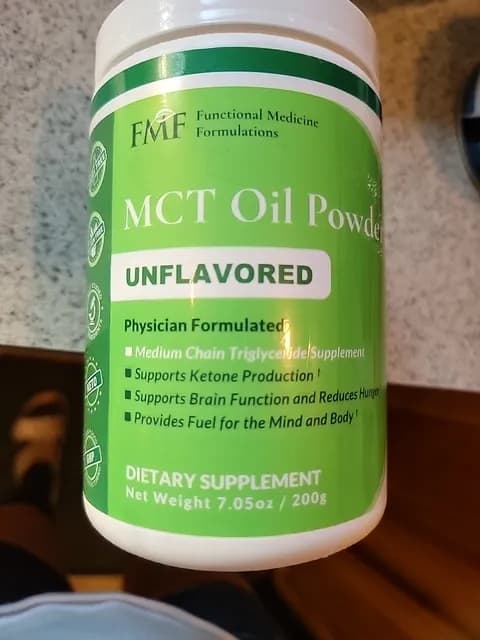 FMF
Functional Medicine
Formulations
MCT Oil Powde
UNFLAVORED
Physician Formulated
Medium Chain Triglyceride Supplement
Supports Ketone Production
Supports Brain Function and Reduces Hunger
Provides Fuel for the Mind and Body
KETO
DIETARY SUPPLEMENT
Net Weight 7.05oz / 200g